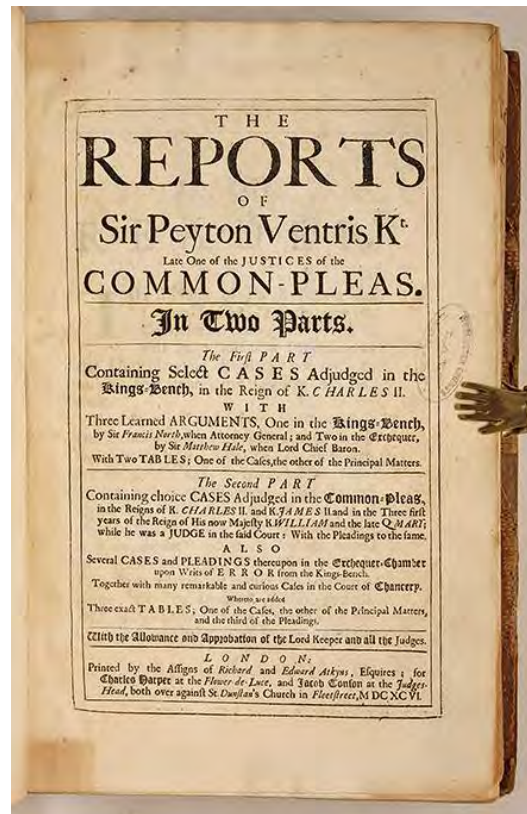 THE
REPORTS
OF
Sir Peyton Ventris Kt.
Late One of the JUSTICES of the
COMMON-PLEAS.
In Two Parts.
The First PART
Containing Select CASES Adjudged in the
Kings-Bench, in the Reign of K. CHARLES II.
WITH
Three Learned ARGUMENTS, One in the Kings-Bench,
by Sir Francis North, when Attorney General; and Two in the Exchequer,
by Sir Matthew Hale, when Lord Chief Baron.
With Two TABLES; One of the Cases, the other of the Principal Matters.
The Second PART
Containing choice CASES Adjudged in the Common-Pleas,
in the Reigns of K. CHARLES II. and K. JAMES II. and in the Three first
years of the Reign of His now Majesty K. WILLIAM and the late Q. MARY;
while he was a JUDGE in the said Court: With the Pleadings to the same.
ALSO
Several CASES and PLEADINGS thereupon in the Exchequer-Chamber
upon Writs of ERROR from the Kings-Bench.
Together with many remarkable and curious Cases in the Court of Chancery.
Whereto are added
Three exact TABLES; One of the Cases, the other of the Principal Matters,
and the third of the Pleadings.
With the Allowance and Approbation of the Lord Keeper and all the Judges.
LONDON:
Printed by the Assigns of Richard and Edward Atkyns, Esquires; for
Charles Harper at the Flower-de-Luce, and Jacob Tonson at the Judges-
Head, both over against St. Dunstan's Church in Fleetstreet, M DC XC VI.